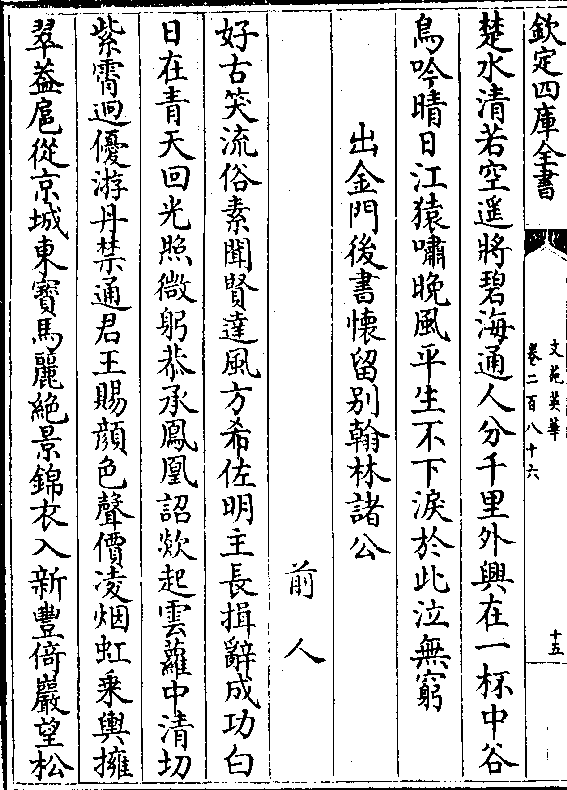 欽定四庫全書
文苑英華
卷二百八十六
十五
楚水清若空遥將碧海通人分千里外興在一杯中谷
鳥吟晴日江猿嘯晚風平生不下淚於此泣無窮
出金門後書懷留别翰林諸公
前人
好古笑流俗素聞賢達風方希佐明主長揖辭成功白
日在青天回光照微躬恭承鳳凰詔歘起雲蘿中清切
紫霄迥優游丹禁通君王賜顔色聲價凌烟虹乘輿擁
翠葢扈從京城東寳馬麗絶景錦衣入新豐倚巖望松